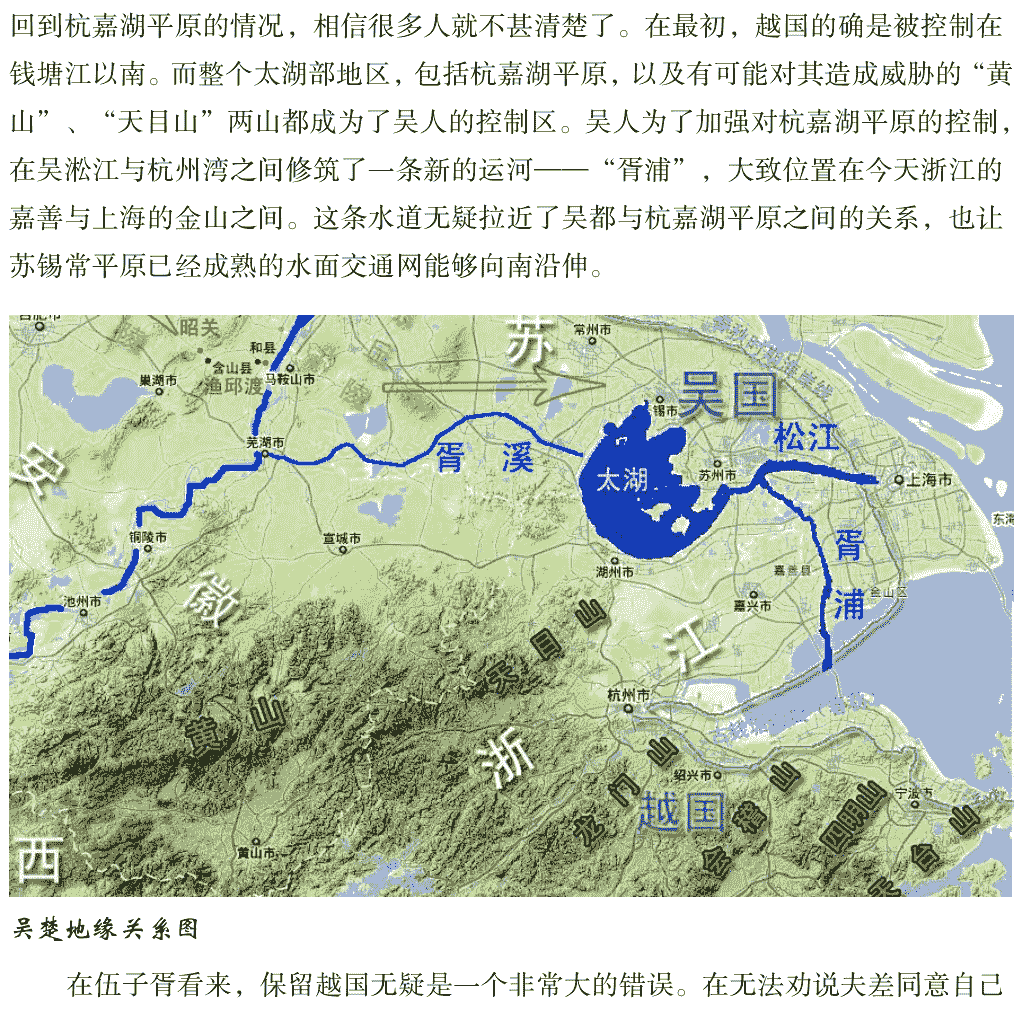 回到杭嘉湖平原的情况，相信很多人就不甚清楚了。在最初，越国的确是被控制在
钱塘江以南。而整个太湖部地区，包括杭嘉湖平原，以及有可能对其造成威胁的“黄
山”、“天目山”两山都成为了吴人的控制区。吴人为了加强对杭嘉湖平原的控制，
在吴淞江与杭州湾之间修筑了一条新的运河——“胥浦”，大致位置在今天浙江的
嘉善与上海的金山之间。这条水道无疑拉近了吴都与杭嘉湖平原之间的关系，也让
苏锡常平原已经成熟的水面交通网能够向南沿伸。
昭关
苏
常州市
和县
含山县
渔邱渡
马鞍山市
巢湖市
吴国
锡市
松江
芜湖市
胥溪
太湖
苏州市
上海市
安
铜陵市
宣城市
胥浦
湖州市
嘉善县
金山区
池州市
徽
嘉兴市
天目山
江
杭州市
黄山
浙
龙门山
绍兴市
越国
会稽山
四明山
宁波市
天台山
西
黄山市
吴楚地缘关系图
在伍子胥看来，保留越国无疑是一个非常大的错误。在无法劝说夫差同意自己